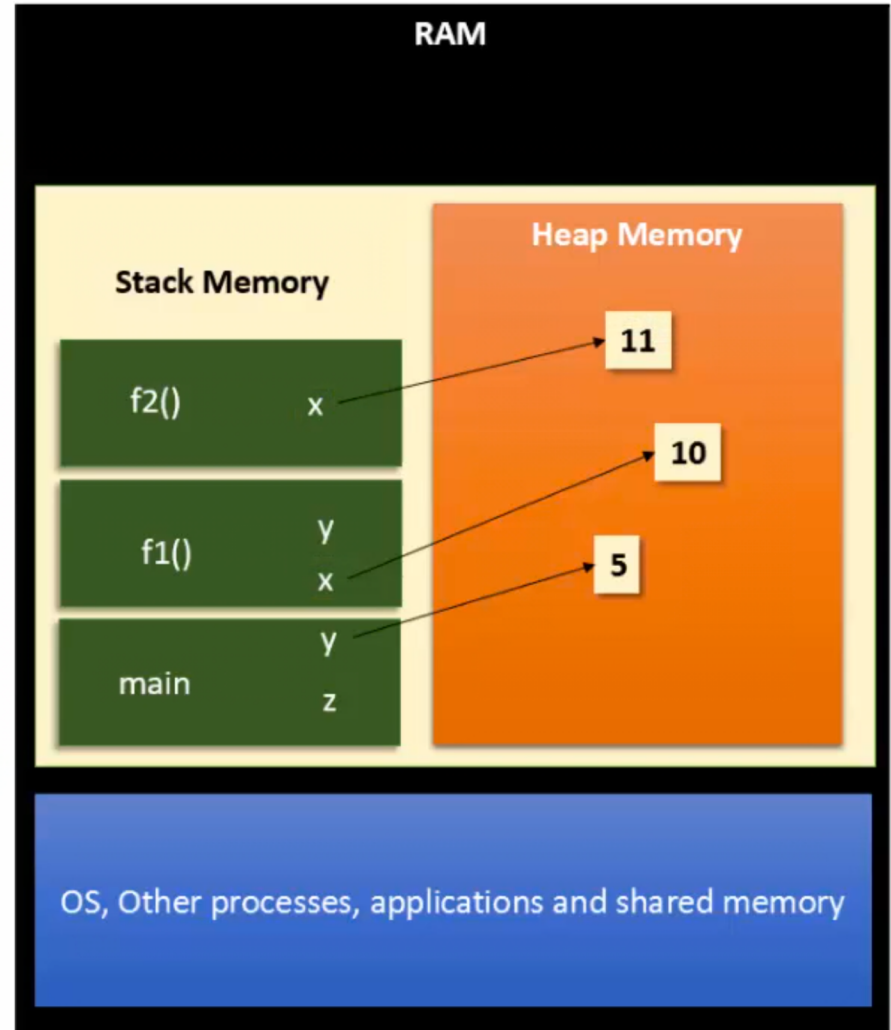 RAM
Stack Memory
Heap Memory
f2()
x
11
10
f1()
y
x
5
main
y
z
OS, Other processes, applications and shared memory